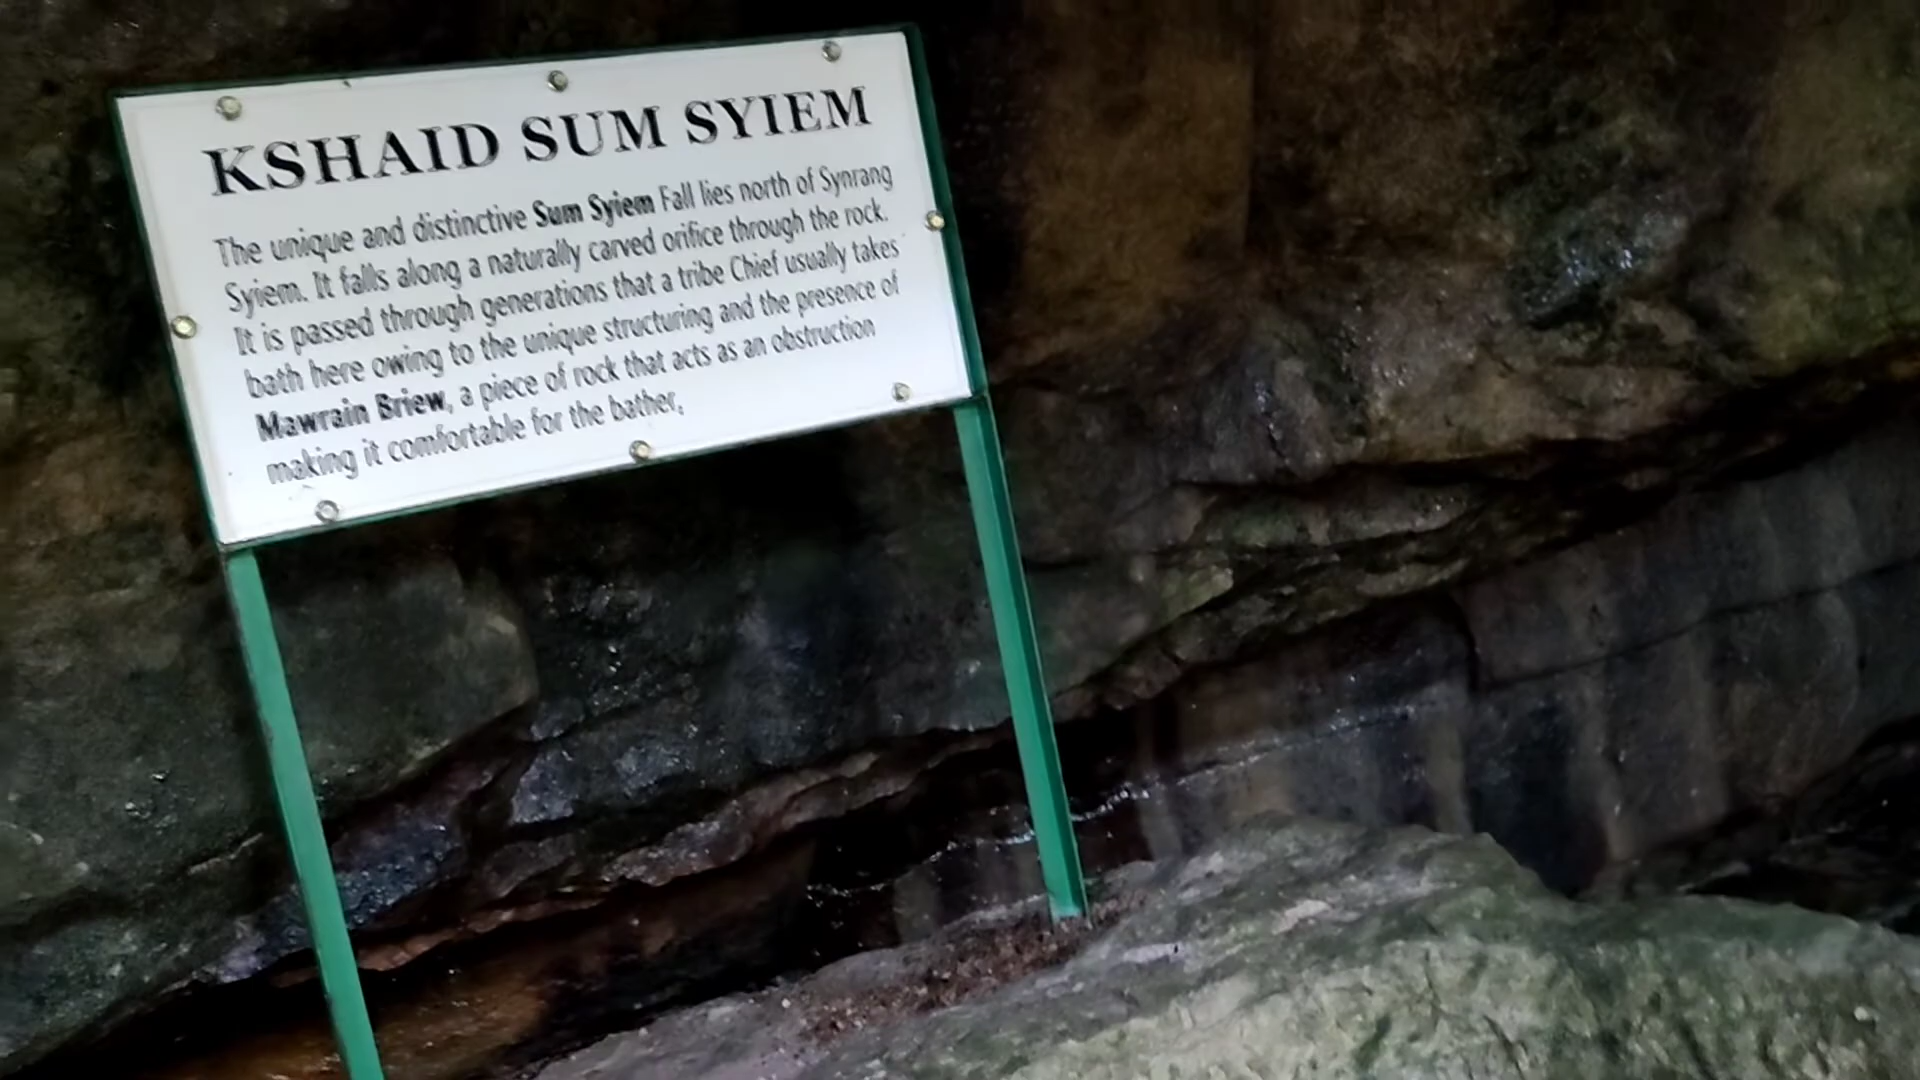 KSHAID SUM SYIEM
The unique and distinctive Sum Syiem Fall lies north of Synrang
Syiem. It falls along a naturally carved orifice through the rock.
It is passed through generations that a tribe Chief usually takes
bath here owing to the unique structuring and the presence of
Mawrain Briew, a piece of rock that acts as an obstruction
making it comfortable for the bather,